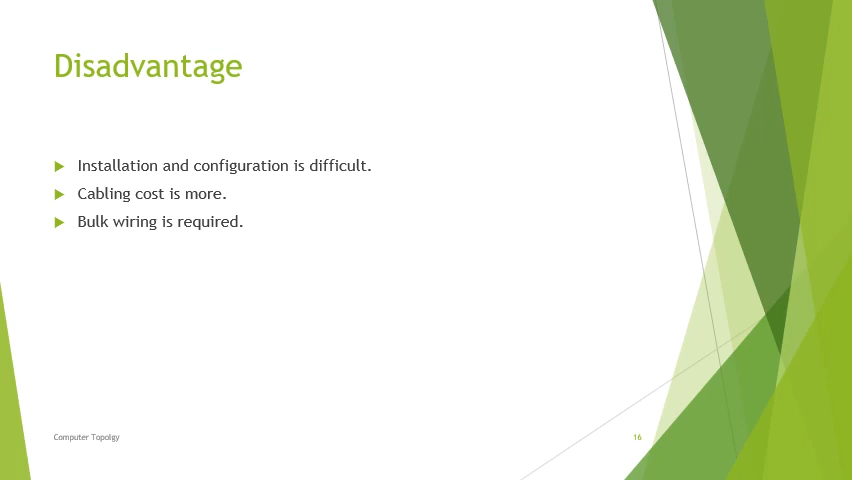 Disadvantage
Installation and configuration is difficult.
Cabling cost is more.
Bulk wiring is required.
Computer Topolgy
16